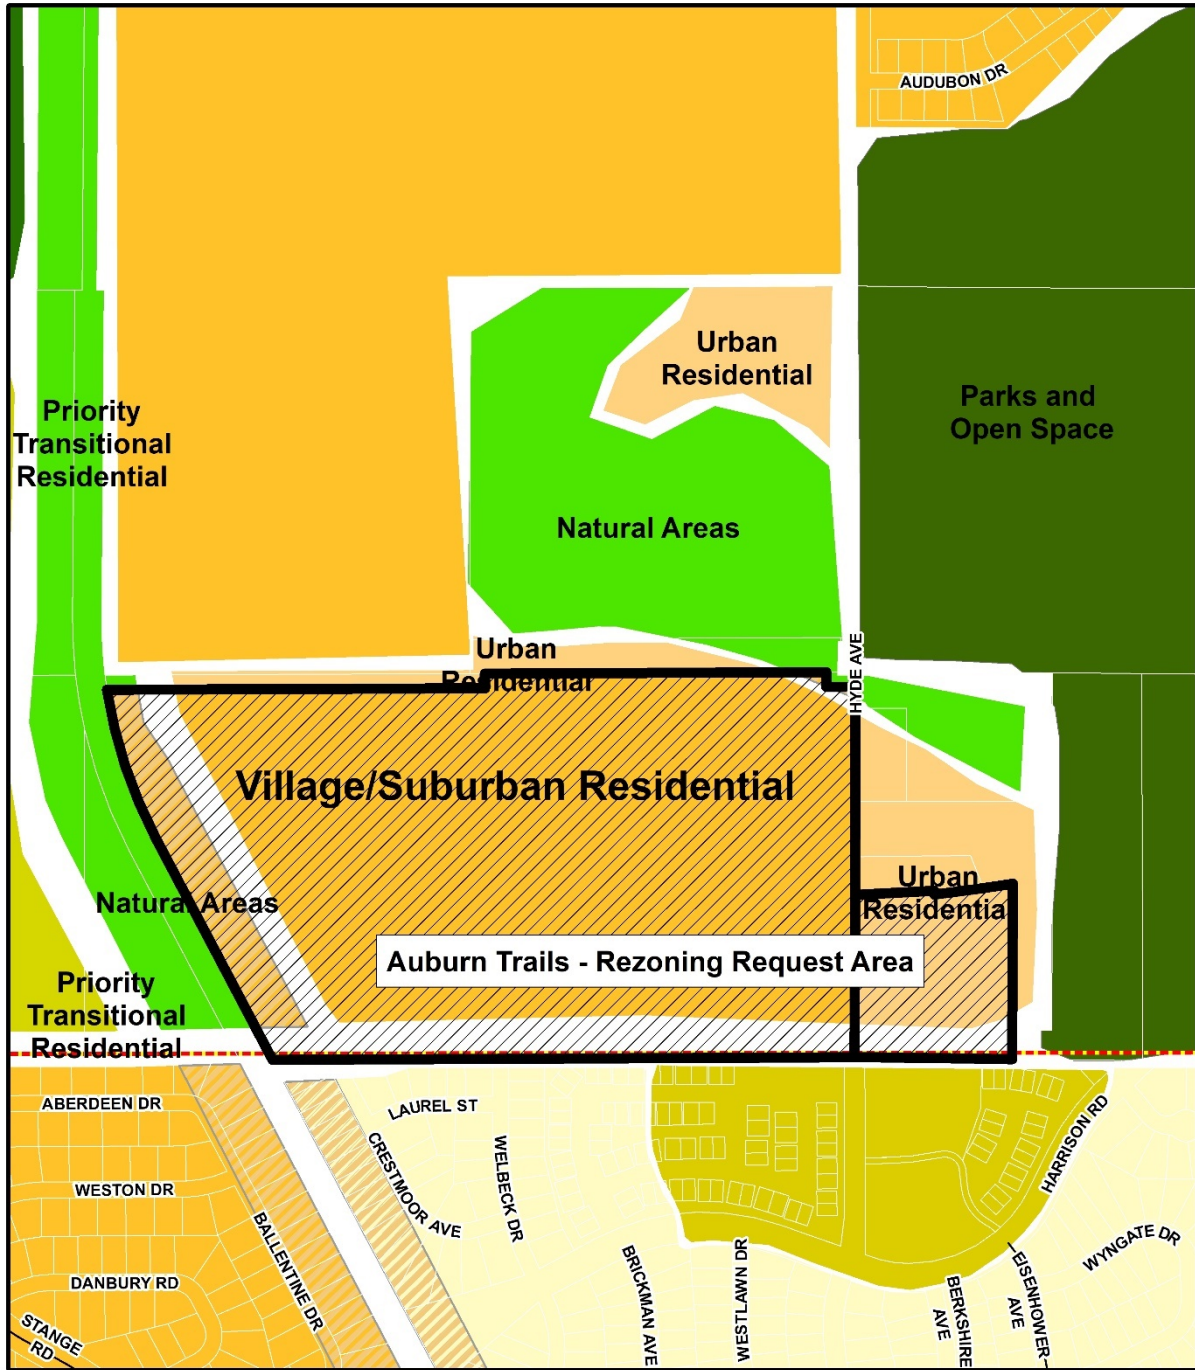 AUDUBON DR
Urban
Residential
Priority
Transitional
Residential
Parks and
Open Space
Natural Areas
Urban
Residential
HYDE AVE
Village/Suburban Residential
Urban
Residential
Natural Areas
Auburn Trails - Rezoning Request Area
Priority
Transitional
Residential
ABERDEEN DR
LAUREL ST
CRESTMOOR AVE
WELBECK DR
HARRISON RD
WESTON DR
BALLENTINE DR
DANBURY RD
BRICKMAN AVE
WESTLAWN DR
BERKSHIRE
AVE
EISENHOWER
AVE
WYNGATE DR
STANGE
RD